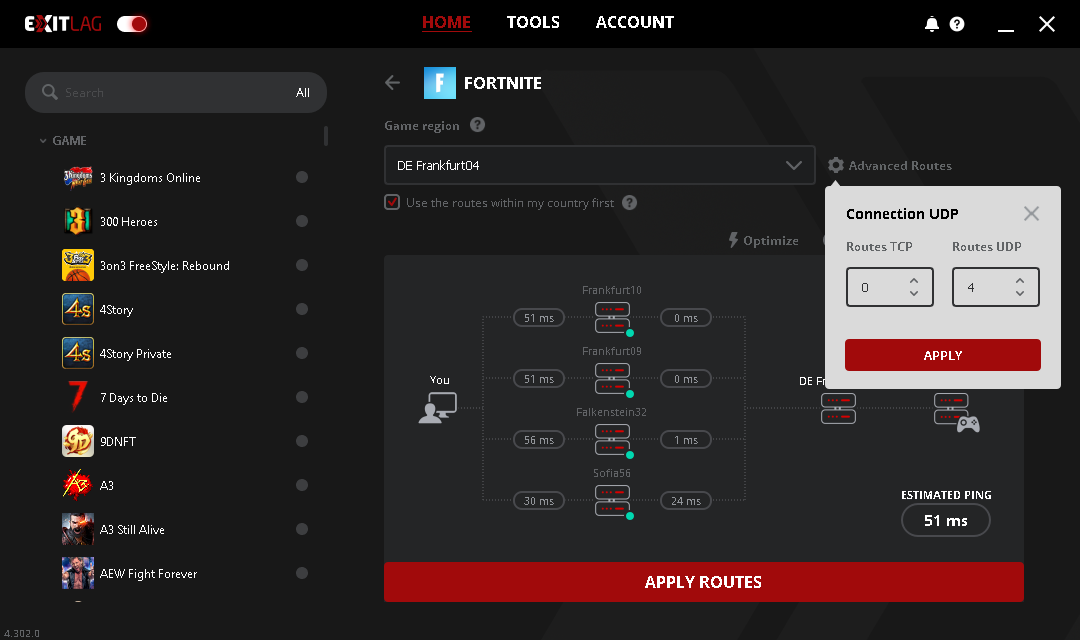 EXITLAG
HOME
TOOLS
ACCOUNT
Search
All
GAME
3 Kingdoms Online
300 Heroes
3on3 FreeStyle: Rebound
4Story
4Story Private
7 Days to Die
9DNFT
A3
A3 Still Alive
AEW Fight Forever
4.302.0
FORTNITE
Game region
DE Frankfurt04
Advanced Routes
Use the routes within my country first
Optimize
Connection UDP
Routes TCP
Routes UDP
0
4
APPLY
You
Frankfurt10
51 ms
0 ms
Frankfurt09
51 ms
0 ms
Falkenstein32
56 ms
1 ms
Sofia56
30 ms
24 ms
DE Fr
ESTIMATED PING
51 ms
APPLY ROUTES